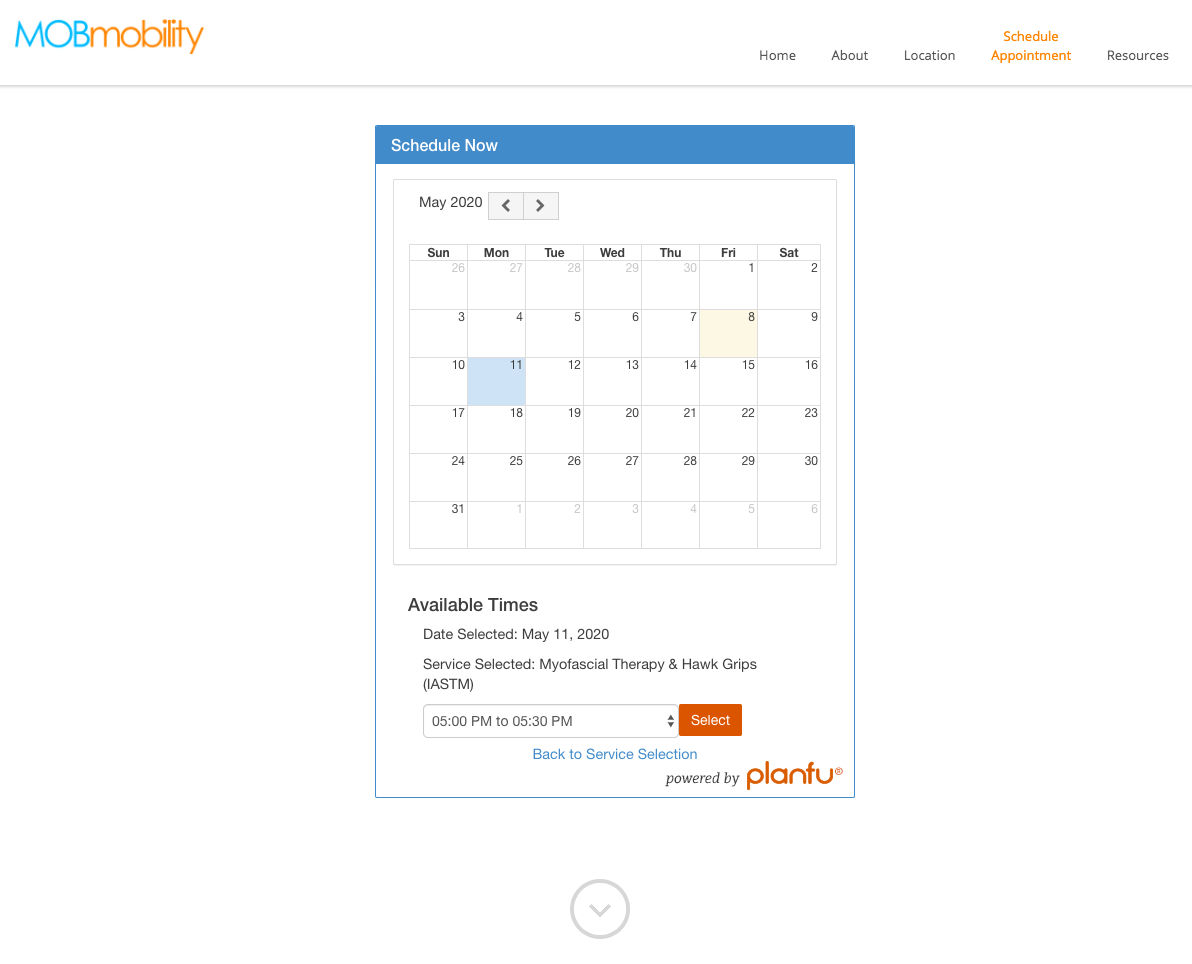 MOBmobility
Home
About
Location
Schedule
Appointment
Resources
Schedule Now
May 2020
Sun Mon Tue Wed Thu Fri Sat
26 27 28 29 30 1 2
3 4 5 6 7 8 9
10 11 12 13 14 15 16
17 18 19 20 21 22 23
24 25 26 27 28 29 30
31 1 2 3 4 5 6
Available Times
Date Selected: May 11, 2020
Service Selected: Myofascial Therapy & Hawk Grips
(IASTM)
05:00 PM to 05:30 PM
Select
Back to Service Selection
powered by planfu®